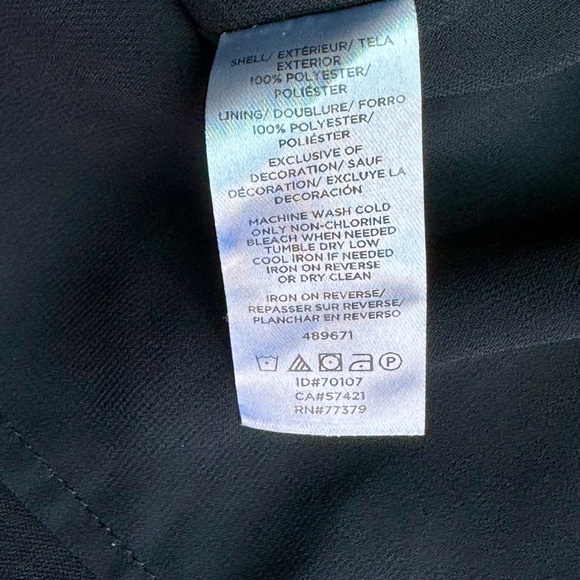 SHELL/ EXTÉRIEUR/ TELA
EXTERIOR
100% POLYESTER/
POLIÉSTER
LINING/ DOUBLURE/ FORRO
100% POLYESTER/
POLIÉSTER
EXCLUSIVE OF
DECORATION/ SAUF
DÉCORATION/ EXCLUYE LA
DECORACIÓN
MACHINE WASH COLD
ONLY NON-CHLORINE
BLEACH WHEN NEEDED
TUMBLE DRY LOW
COOL IRON IF NEEDED
IRON ON REVERSE
OR DRY CLEAN
IRON ON REVERSE/
REPASSER SUR REVERSE/
PLANCHAR EN REVERSO
489671
P
ID#70107
CA#57421
RN#77379